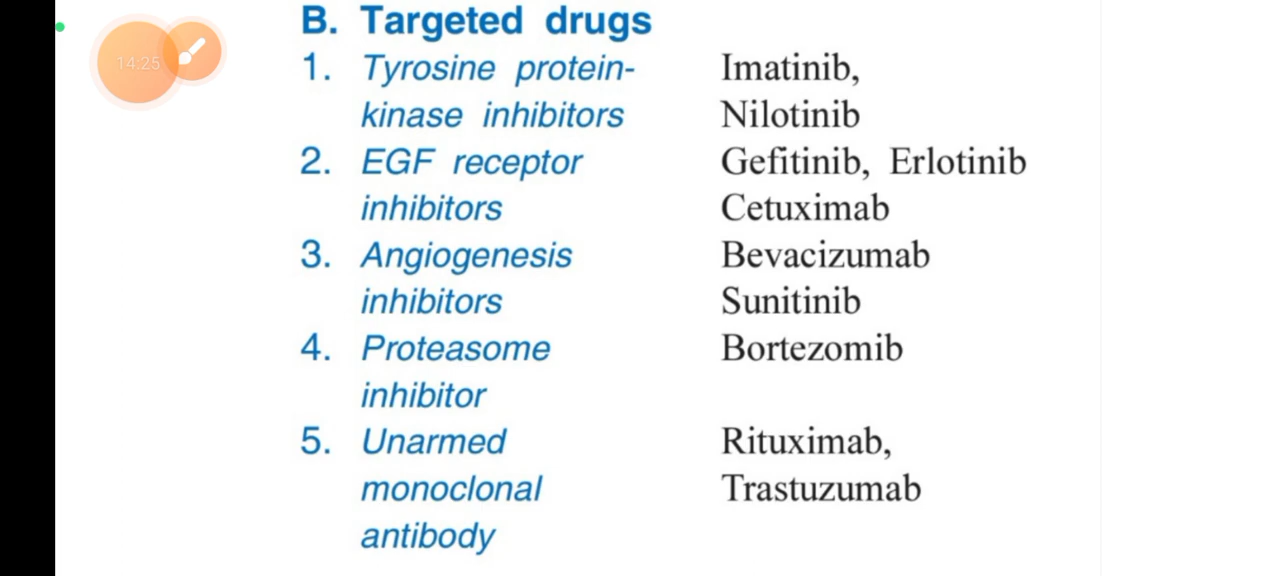 14:25
B. Targeted drugs
1. Tyrosine protein- Imatinib,
kinase inhibitors Nilotinib
2. EGF receptor Gefitinib, Erlotinib
inhibitors Cetuximab
3. Angiogenesis Bevacizumab
inhibitors Sunitinib
4. Proteasome Bortezomib
inhibitor
5. Unarmed Rituximab,
monoclonal Trastuzumab
antibody